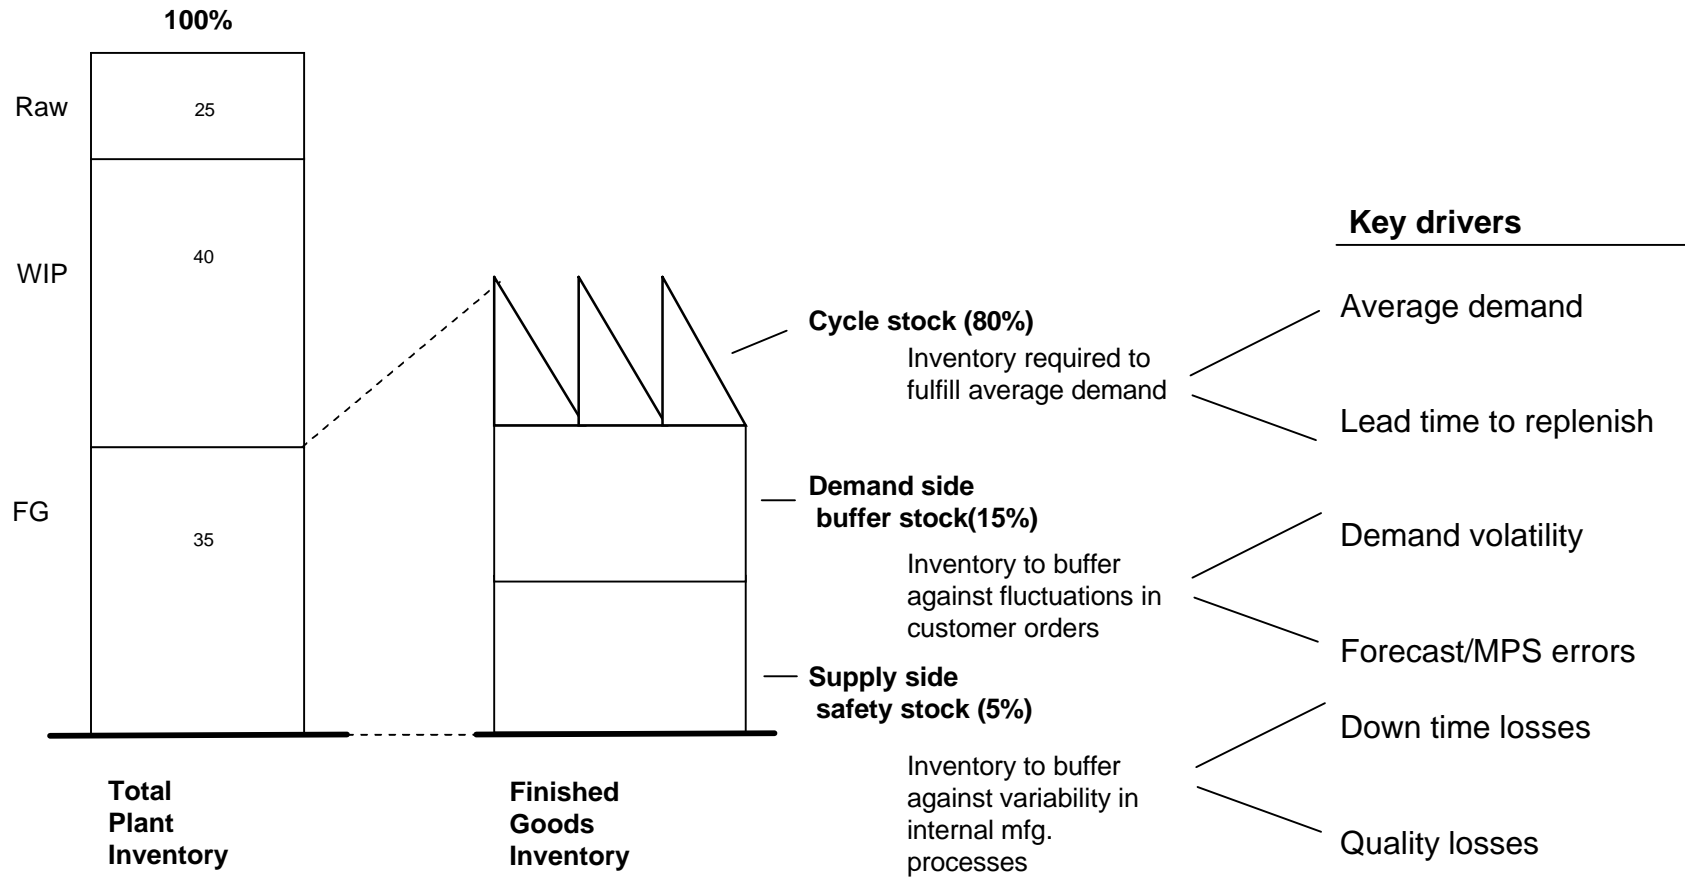 100%
Raw
25
WIP
40
FG
35
Total
Plant
Inventory
Finished
Goods
Inventory
Cycle stock (80%)
Inventory required to
fulfill average demand
Demand side
buffer stock(15%)
Inventory to buffer
against fluctuations in
customer orders
Supply side
safety stock (5%)
Inventory to buffer
against variability in
internal mfg.
processes
Key drivers
Average demand
Lead time to replenish
Demand volatility
Forecast/MPS errors
Down time losses
Quality losses